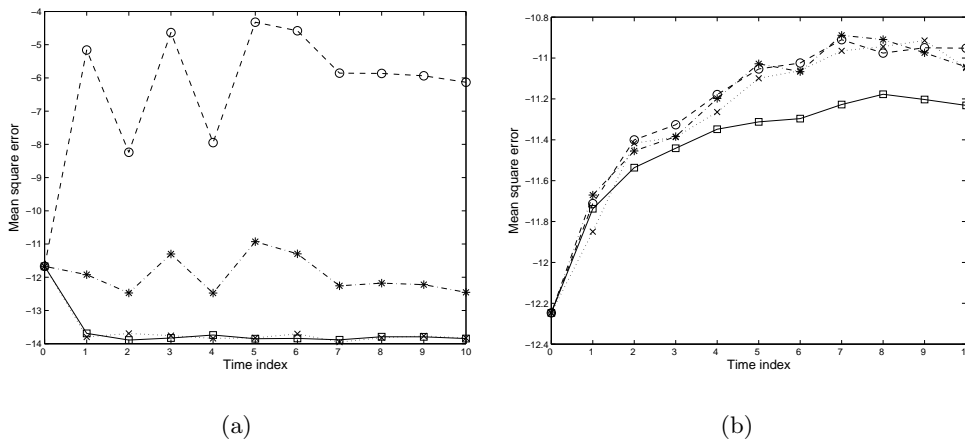 −4
−5
−6
−7
−8
−9
−10
−11
−12
−13
−14
Mean square error
0 1 2 3 4 5 6 7 8 9 10
Time index
(a)
−10.8
−11
−11.2
−11.4
−11.6
−11.8
−12
−12.2
−12.4
Mean square error
0 1 2 3 4 5 6 7 8 9 1
Time index
(b)